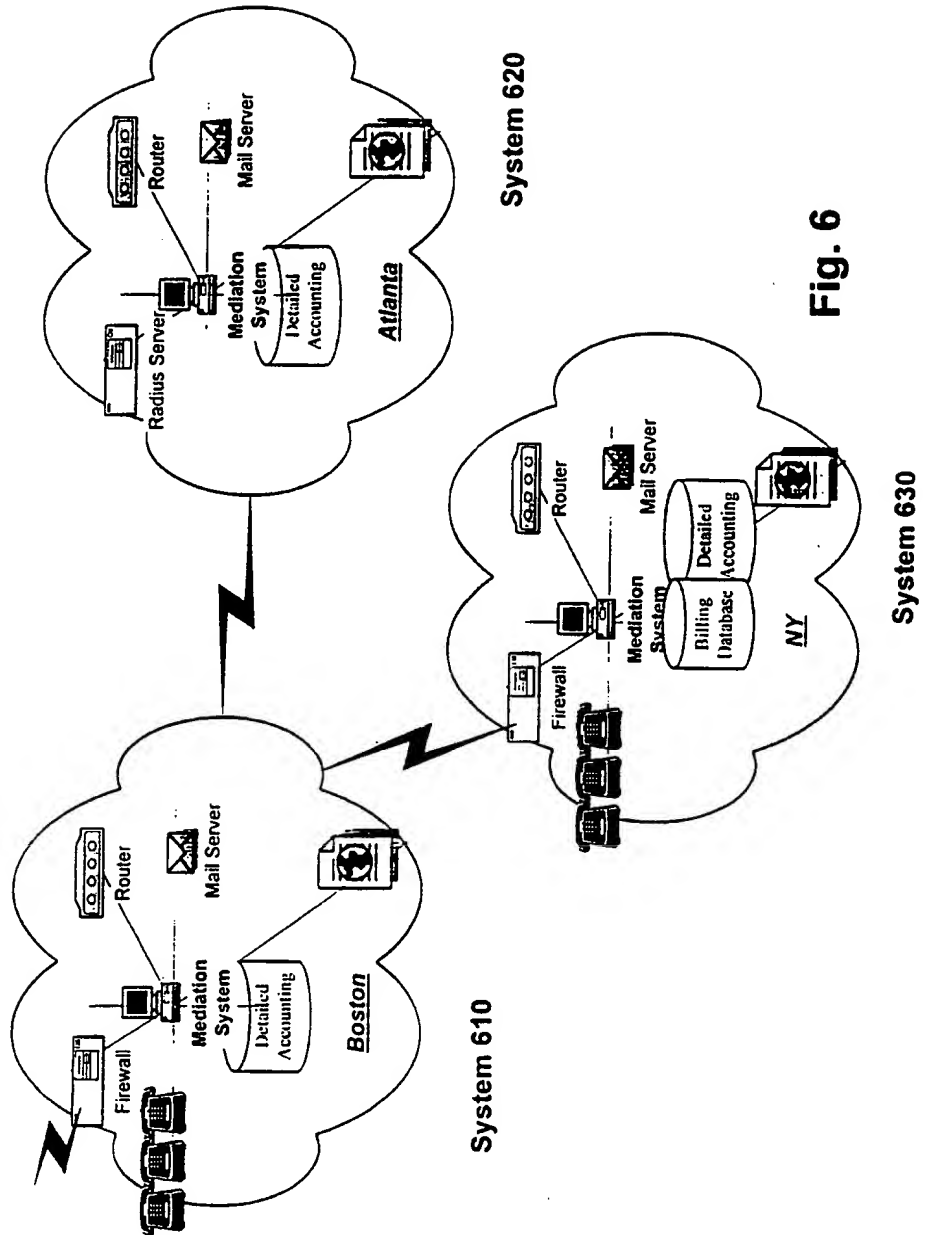 Firewall
Router
Mediation
System
Mail Server
Detailed
Accounting
Boston
System 610
Radius Server
Router
Mediation
System
Mail Server
Detailed
Accounting
Atlanta
System 620
Firewall
Router
Mediation
System
Mail Server
Billing
Database
Detailed
Accounting
NY
System 630
Fig. 6